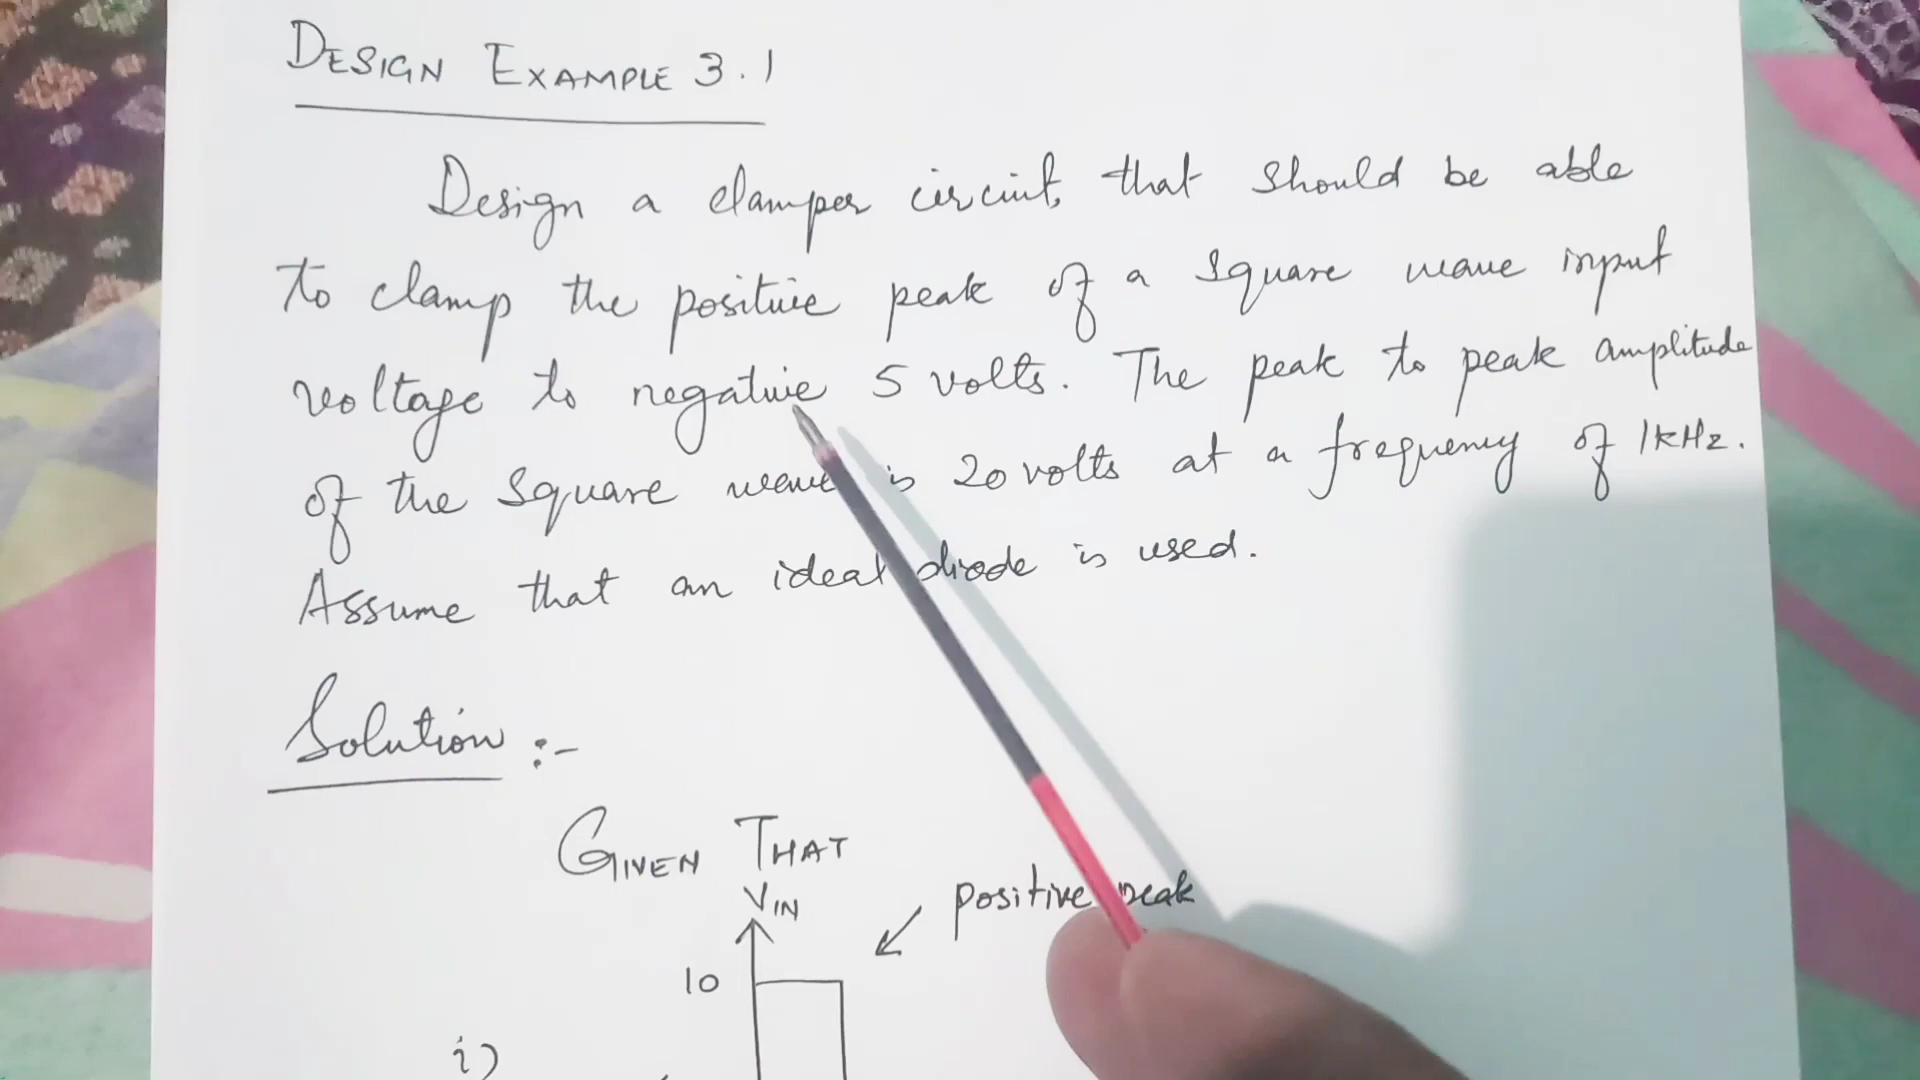 DESIGN EXAMPLE 3.1
Design a clamper circuit, that should be able
to clamp the positive peak of a square wave input
voltage to negative 5 volts. The peak to peak amplitude
of the square wave is 20 volts at a frequency of 1KHz.
Assume that an ideal diode is used.
Solution :-
GIVEN THAT
VIN
positive peak
10
i)